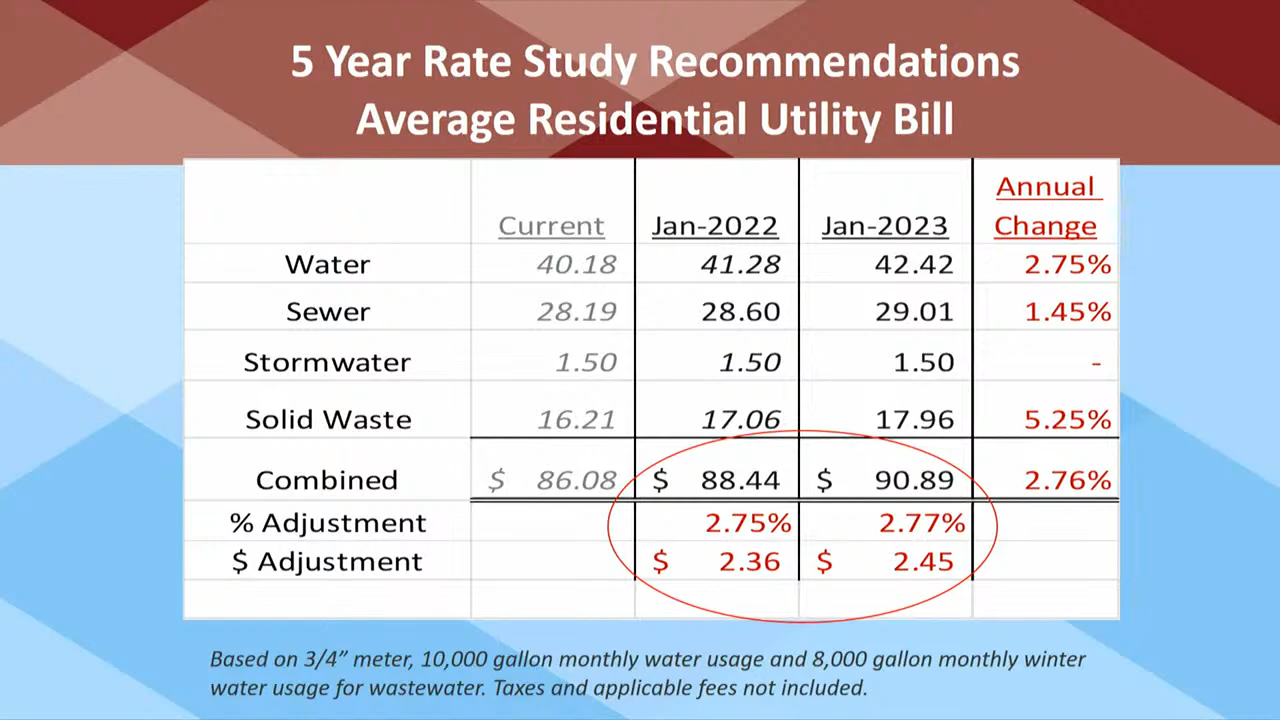 5 Year Rate Study Recommendations
Average Residential Utility Bill
Current Jan-2022 Jan-2023 Annual Change
Water 40.18 41.28 42.42 2.75%
Sewer 28.19 28.60 29.01 1.45%
Stormwater 1.50 1.50 1.50 -
Solid Waste 16.21 17.06 17.96 5.25%
Combined $ 86.08 $ 88.44 $ 90.89 2.76%
% Adjustment 2.75% 2.77%
$ Adjustment $ 2.36 $ 2.45
Based on 3/4” meter, 10,000 gallon monthly water usage and 8,000 gallon monthly winter
water usage for wastewater. Taxes and applicable fees not included.